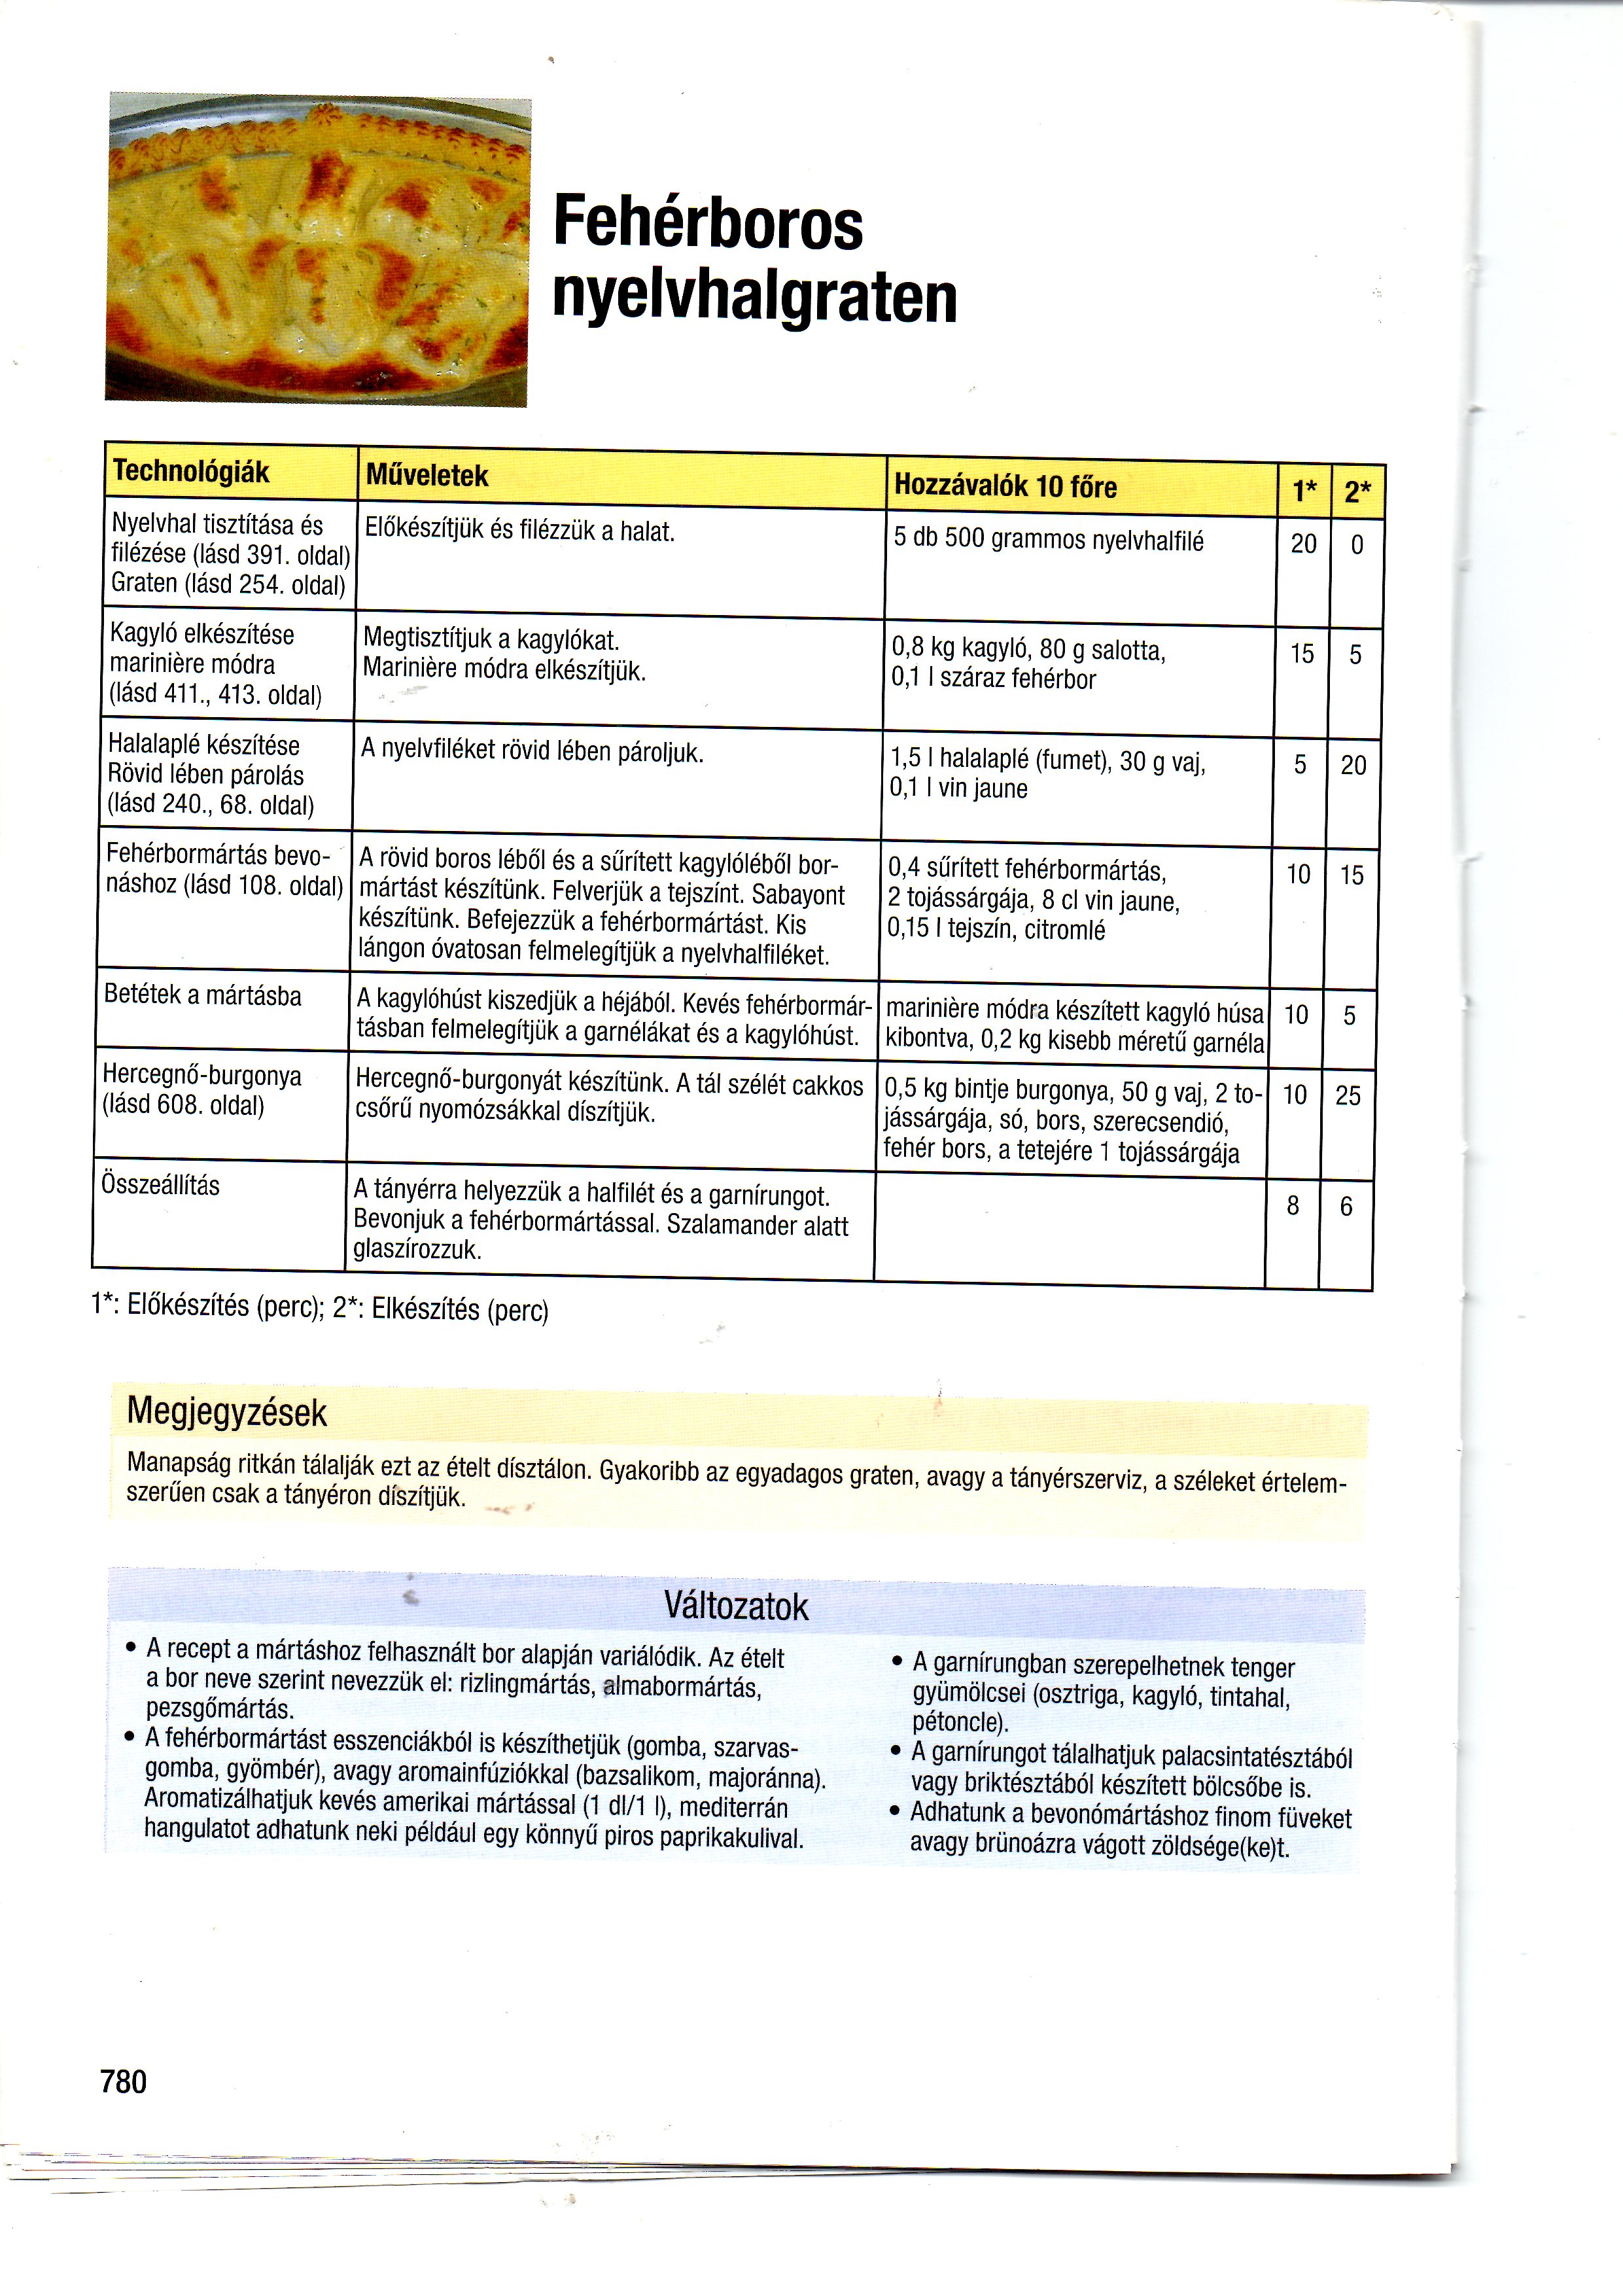 Fehérboros
nyelvhalgraten
Technológiák
Műveletek
Hozzávalók 10 főre
1*
2*
Nyelvhal tisztítása és
filézése (lásd 391. oldal)
Graten (lásd 254. oldal)
Előkészítjük és filézzük a halat.
5 db 500 grammos nyelvhalfilé
20
0
Kagyló elkészítése
marinière módra
(lásd 411., 413. oldal)
Megtisztítjuk a kagylókat.
Marinière módra elkészítjük.
0,8 kg kagyló, 80 g salotta,
0,1 l száraz fehérbor
15
5
Halalaplé készítése
Rövid lében párolás
(lásd 240., 68. oldal)
A nyelvfiléket rövid lében pároljuk.
1,5 l halalaplé (fumet), 30 g vaj,
0,1 l vin jaune
5
20
Fehérbormártás bevo-
náshoz (lásd 108. oldal)
A rövid boros léből és a sűrített kagylóléből bor-
mártást készítünk. Felverjük a tejszínt. Sabayont
készítünk. Befejezzük a fehérbormártást. Kis
lángon óvatosan felmelegítjük a nyelvhalfiléket.
0,4 sűrített fehérbormártás,
2 tojássárgája, 8 cl vin jaune,
0,15 l tejszín, citromlé
10
15
Betétek a mártásba
A kagylóhúst kiszedjük a héjából. Kevés fehérbormár-
tásban felmelegítjük a garnélákat és a kagylóhúst.
marinière módra készített kagyló húsa
kibontva, 0,2 kg kisebb méretű garnéla
10
5
Hercegnő-burgonya
(lásd 608. oldal)
Hercegnő-burgonyát készítünk. A tál szélét cakkos
csőrű nyomózsákkal díszítjük.
0,5 kg bintje burgonya, 50 g vaj, 2 to-
jássárgája, só, bors, szerecsendió,
fehér bors, a tetejére 1 tojássárgája
10
25
Összeállítás
A tányérra helyezzük a halfilét és a garnírungot.
Bevonjuk a fehérbormártással. Szalamander alatt
glaszírozzuk.
8
6
1*: Előkészítés (perc); 2*: Elkészítés (perc)
Megjegyzések
Manapság ritkán tálalják ezt az ételt dísztálon. Gyakoribb az egyadagos graten, avagy a tányérszerviz, a széleket értelem-
szerűen csak a tányéron díszítjük.
Változatok
• A recept a mártáshoz felhasznált bor alapján variálódik. Az ételt
a bor neve szerint nevezzük el: rizlingmártás, almabormártás,
pezsgőmártás.
• A fehérbormártást esszenciákból is készíthetjük (gomba, szarvas-
gomba, gyömbér), avagy aromainfúziókkal (bazsalikom, majoránna).
Aromatizálhatjuk kevés amerikai mártással (1 dl/1 l), mediterrán
hangulatot adhatunk neki például egy könnyű piros paprikakulival.
• A garnírungban szerepelhetnek tenger
gyümölcsei (osztriga, kagyló, tintahal,
pétoncle).
• A garnírungot tálalhatjuk palacsintatésztából
vagy briktésztából készített bölcsőbe is.
• Adhatunk a bevonómártáshoz finom füveket
avagy brünoázra vágott zöldsége(ke)t.
780